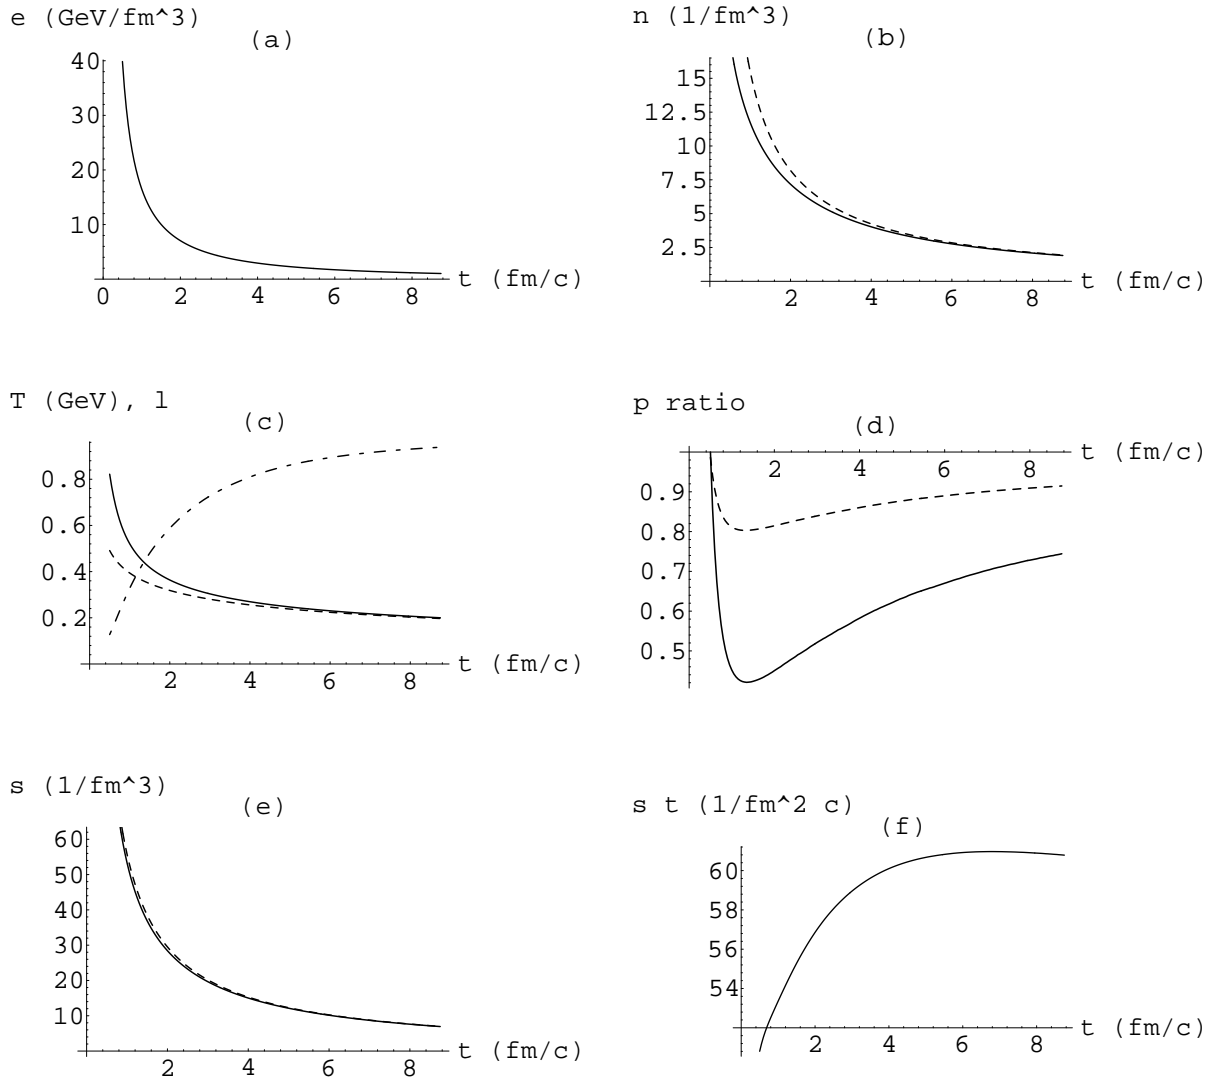 e (GeV/fm^3)
(a)
40
30
20
10
0 2 4 6 8
t (fm/c)
n (1/fm^3)
(b)
15
12.5
10
7.5
5
2.5
2 4 6 8
t (fm/c)
T (GeV), l
(c)
0.8
0.6
0.4
0.2
2 4 6 8
t (fm/c)
p ratio
(d)
2 4 6 8
t (fm/c)
0.9
0.8
0.7
0.6
0.5
s (1/fm^3)
(e)
60
50
40
30
20
10
2 4 6 8
t (fm/c)
s t (1/fm^2 c)
(f)
60
58
56
54
2 4 6 8
t (fm/c)